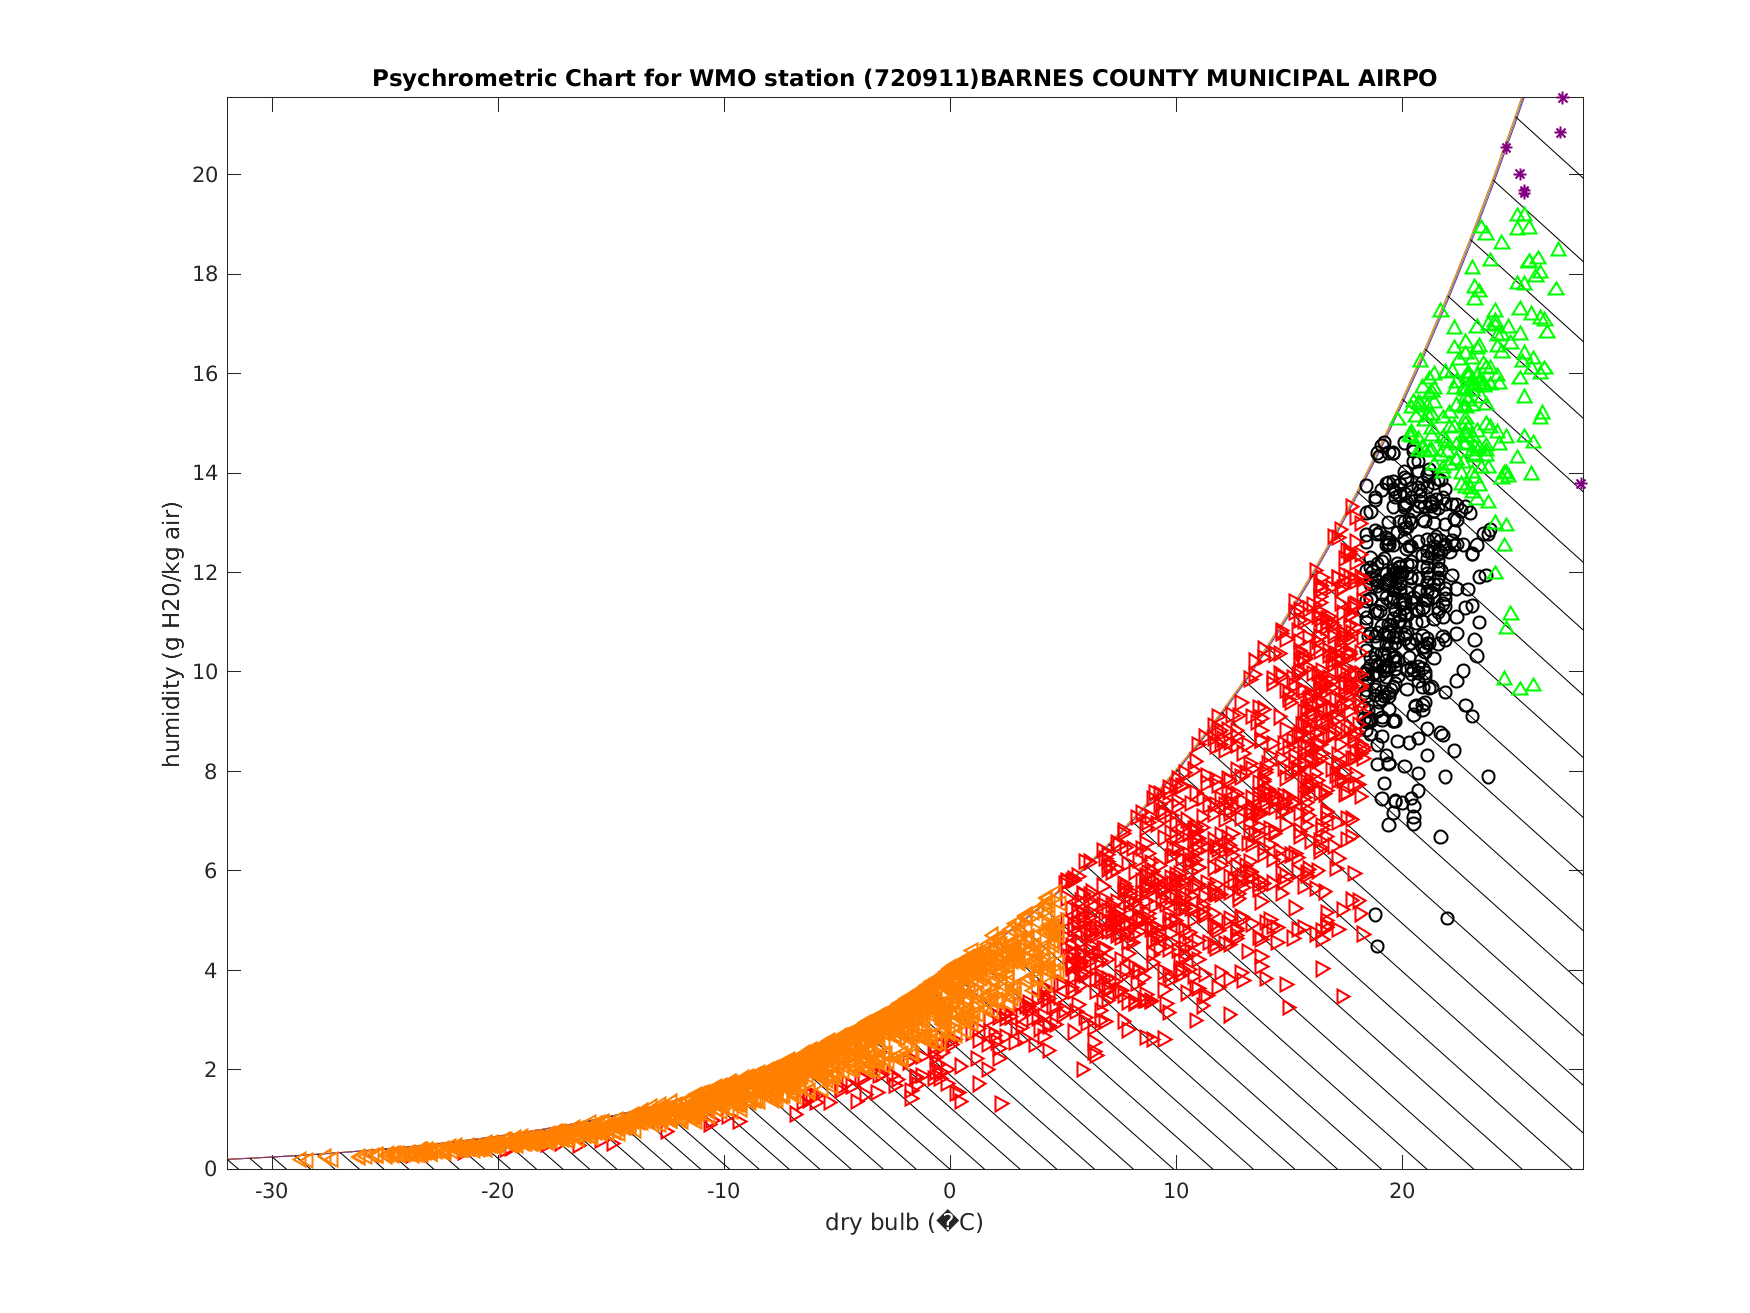 Psychrometric Chart for WMO station (720911)BARNES COUNTY MUNICIPAL AIRPO
humidity (g H20/kg air)
20
18
16
14
12
10
8
6
4
2
0
-30 -20 -10 0 10 20
dry bulb (�C)